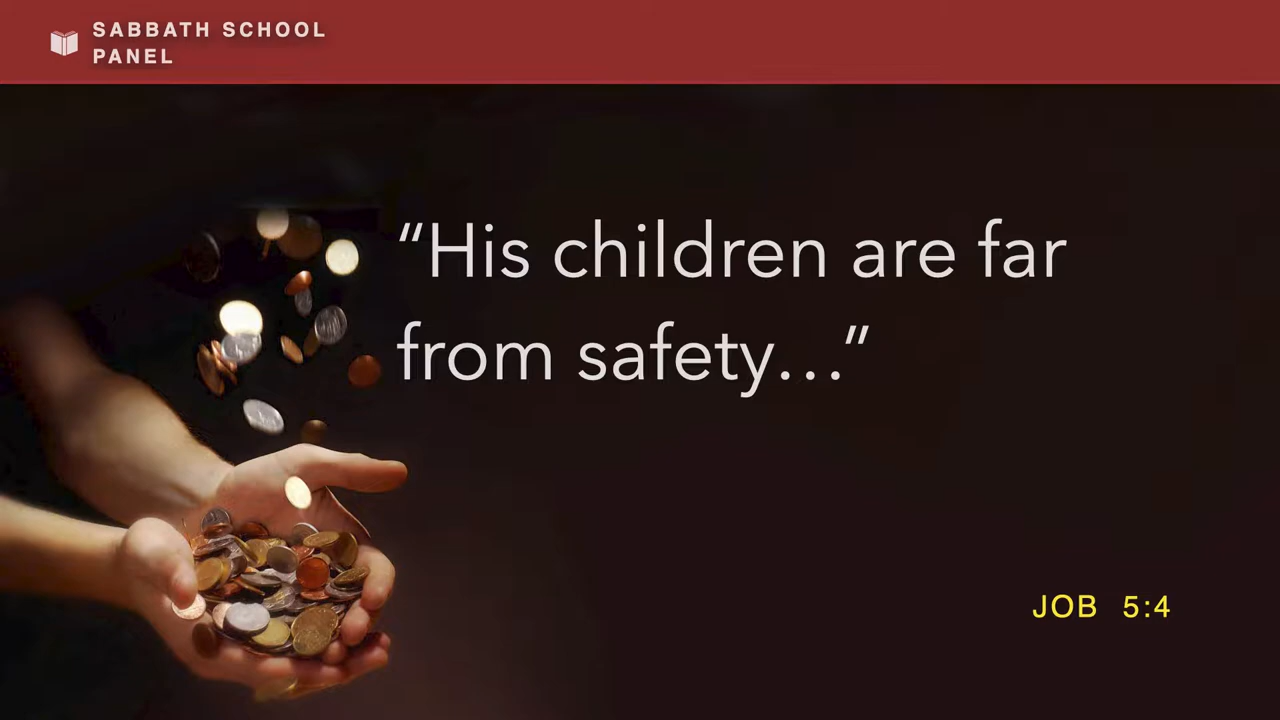 SABBATH SCHOOL
PANEL
“His children are far
from safety...”
JOB 5:4